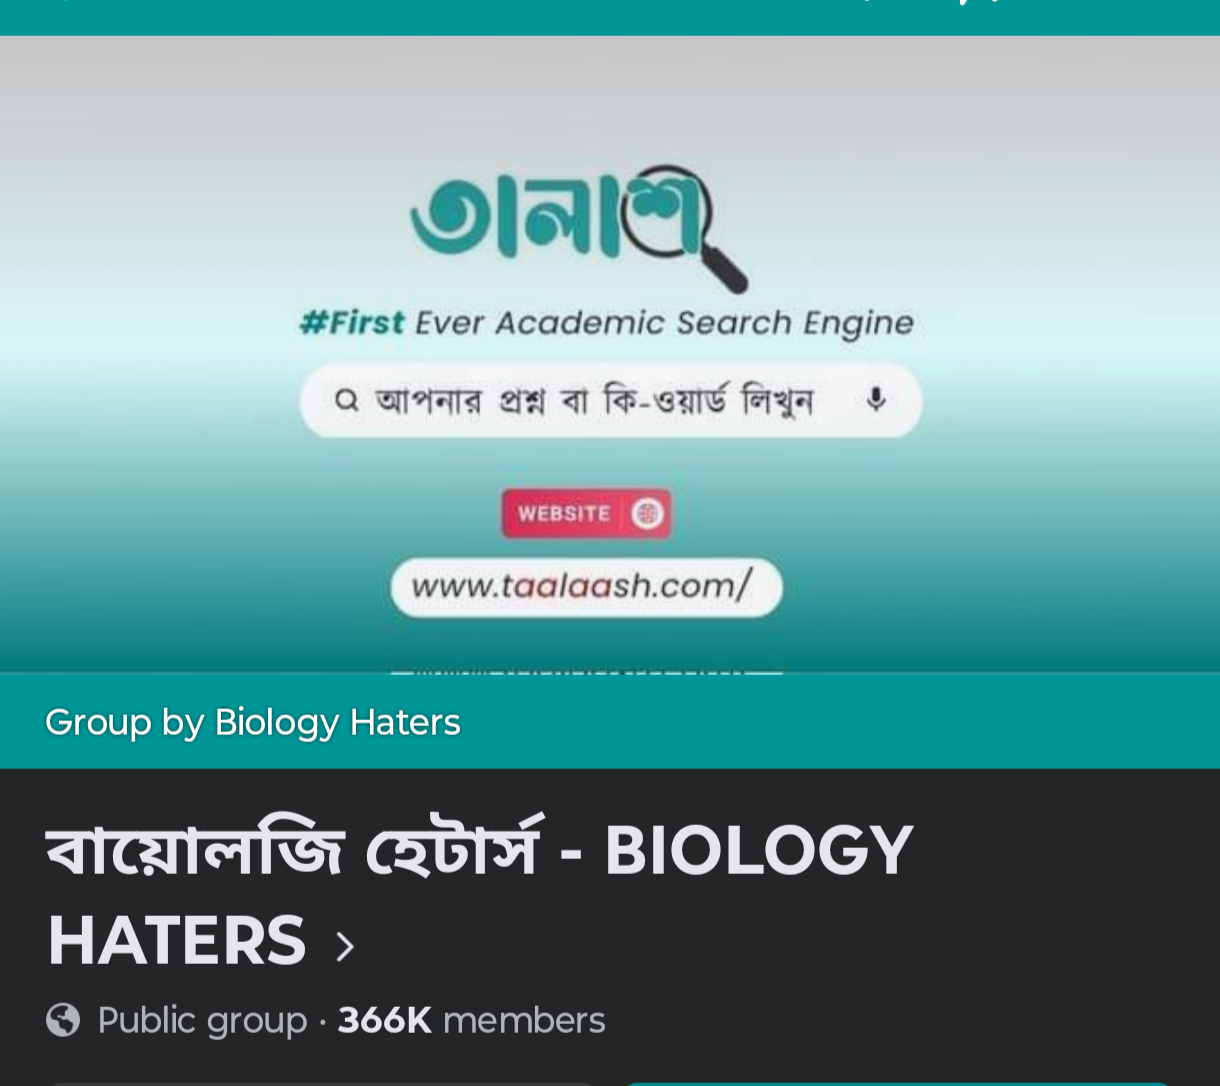 তালাশ
#First Ever Academic Search Engine
আপনার প্রশ্ন বা কি-ওয়ার্ড লিখুন
WEBSITE
www.taalaash.com/
Group by Biology Haters
বায়োলজি হেটার্স - BIOLOGY
HATERS >
Public group · 366K members